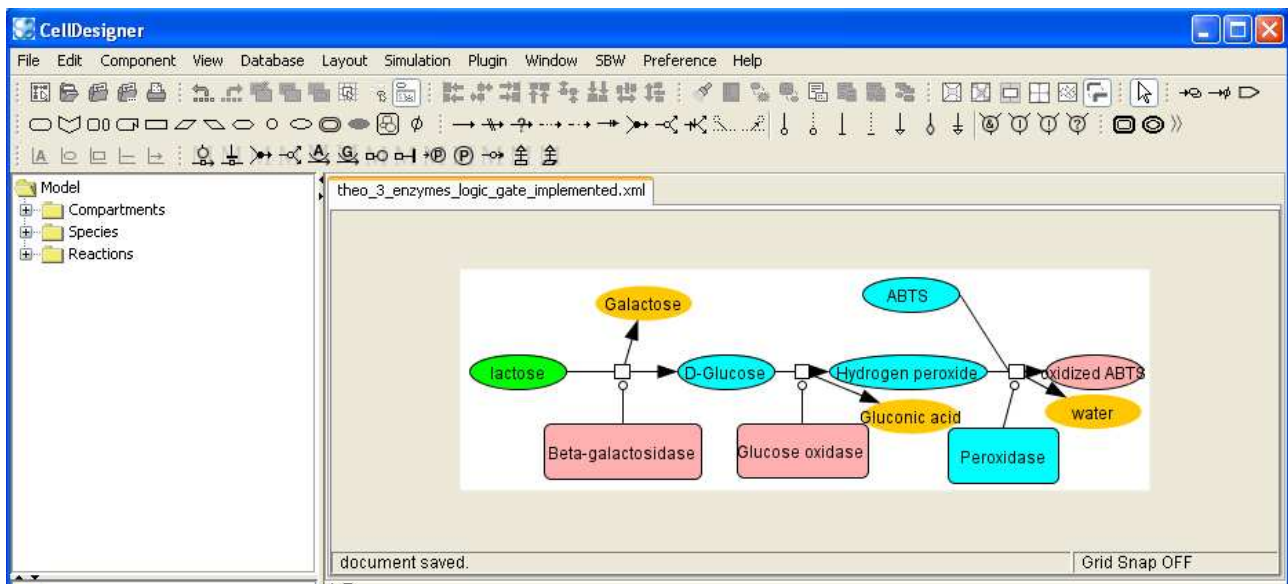 CellDesigner
File Edit Component View Database Layout Simulation Plugin Window SBW Preference Help
Model
Compartments
Species
Reactions
theo_3_enzymes_logic_gate_implemented.xml
ABTS
Galactose
lactose
D-Glucose
Hydrogen peroxide
oxidized ABTS
Gluconic acid
water
Beta-galactosidase
Glucose oxidase
Peroxidase
document saved.
Grid Snap OFF